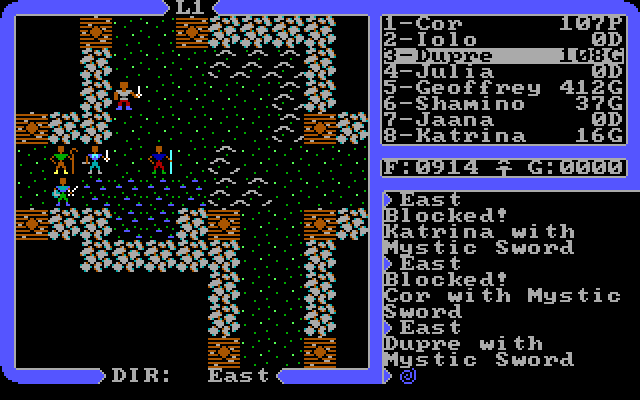 L1
1-Cor 107P
2-Iolo 0D
3-Dupre 108G
4-Julia 0D
5-Geoffrey 412G
6-Shamino 37G
7-Jaana 0D
8-Katrina 16G
F:0914 G:0000
East
Blocked!
Katrina with
Mystic Sword
East
Blocked!
Cor with Mystic
Sword
East
Dupre with
Mystic Sword
DIR: East